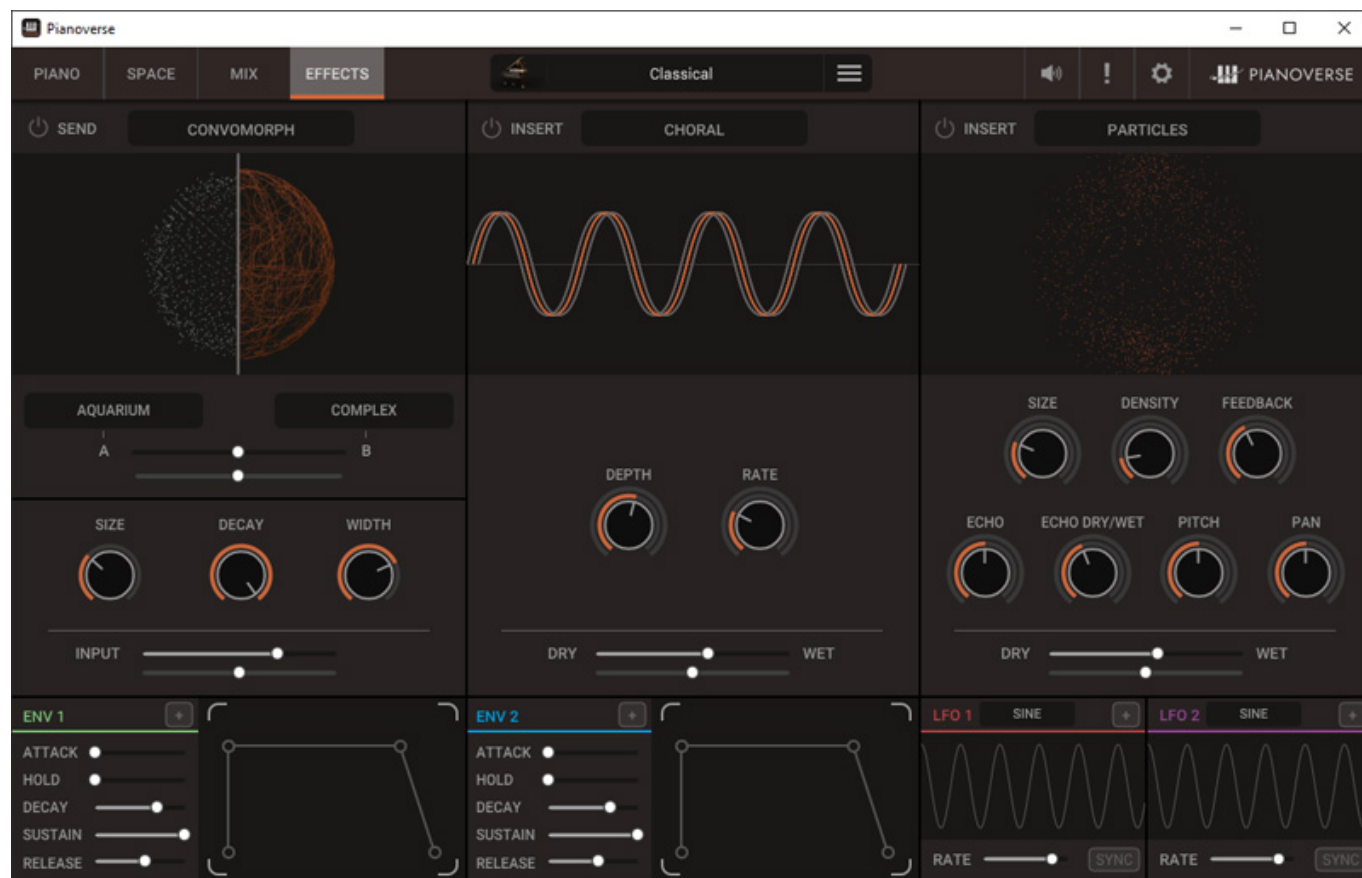 Pianoverse
PIANO SPACE MIX EFFECTS Classical ! PIANOVERSE
SEND CONVOMORPH
AQUARIUM COMPLEX
A B
SIZE DECAY WIDTH
INPUT
INSERT CHORAL
DEPTH RATE
DRY WET
INSERT PARTICLES
SIZE DENSITY FEEDBACK
ECHO ECHO DRY/WET PITCH PAN
DRY WET
ENV 1 +
ATTACK
HOLD
DECAY
SUSTAIN
RELEASE
ENV 2 +
ATTACK
HOLD
DECAY
SUSTAIN
RELEASE
LFO 1 SINE +
RATE SYNC
LFO 2 SINE +
RATE SYNC